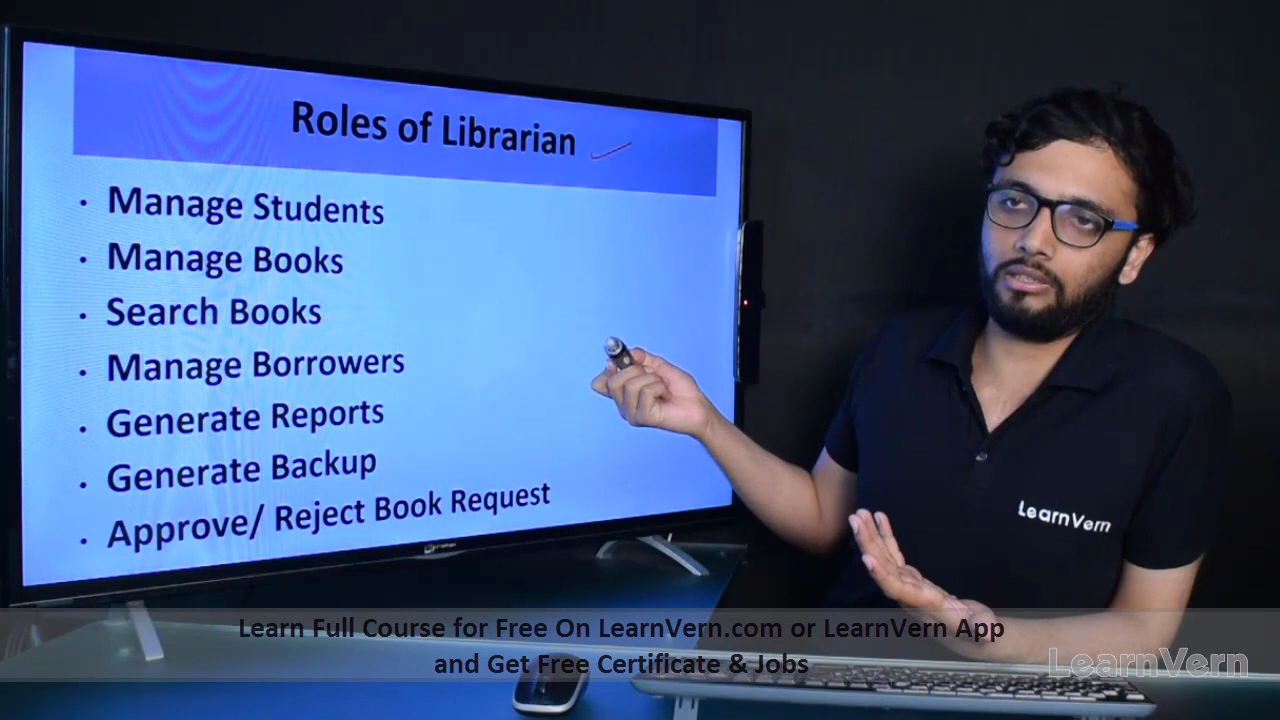 Roles of Librarian
• Manage Students
• Manage Books
• Search Books
• Manage Borrowers
• Generate Reports
• Generate Backup
• Approve/ Reject Book Request
LearnVern
Learn Full Course for Free On LearnVern.com or LearnVern App
and Get Free Certificate & Jobs
LearnVern